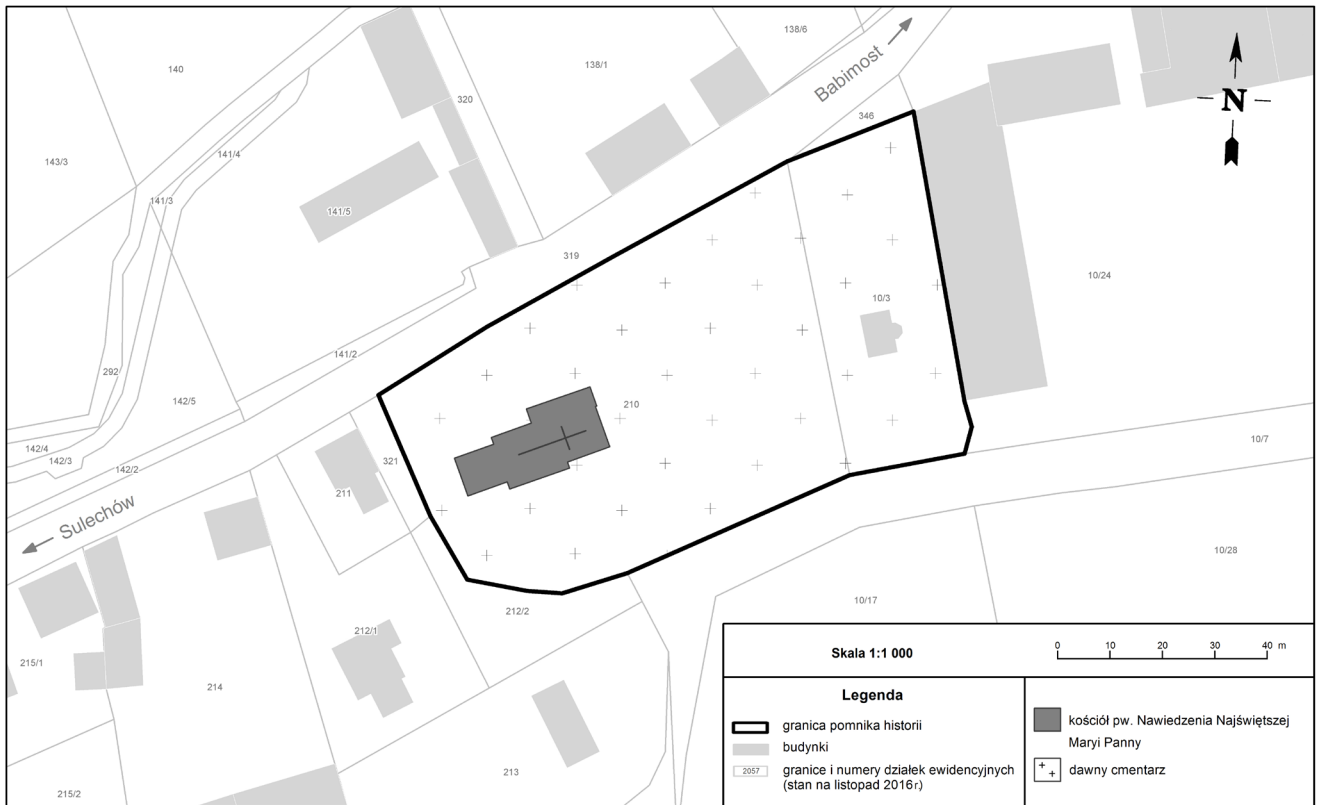 138/6
140
138/1
Babimost
320
N
346
143/3
141/4
141/3
141/5
319
10/24
10/3
141/2
292
142/5
210
10/7
142/4
142/3
142/2
321
211
Sulechów
10/28
10/17
212/2
212/1
215/1
214
213
215/2
Skala 1:1 000
0 10 20 30 40 m
Legenda
granica pomnika historii
budynki
2057
granice i numery działek ewidencyjnych
(stan na listopad 2016r.)
kościół pw. Nawiedzenia Najświętszej
Maryi Panny
dawny cmentarz